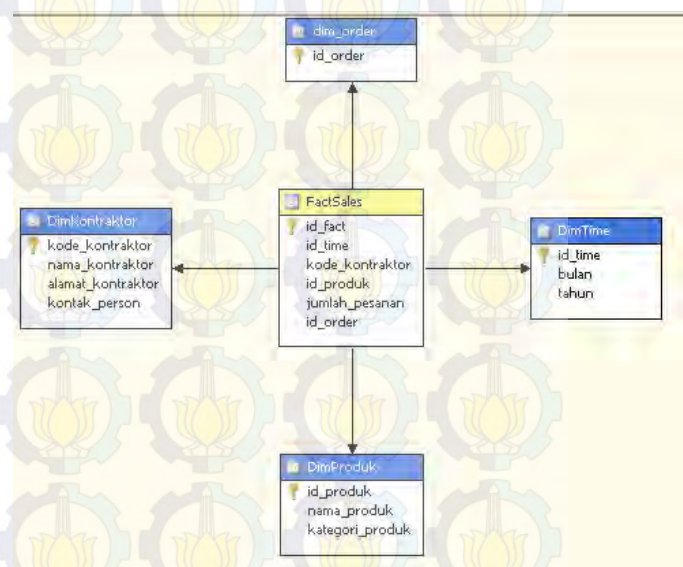 dim_order
id_order
FactSales
id_fact
id_time
kode_kontraktor
id_produk
jumlah_pesanan
id_order
DimKontraktor
kode_kontraktor
nama_kontraktor
alamat_kontraktor
kontak_person
DimTime
id_time
bulan
tahun
DimProduk
id_produk
nama_produk
kategori_produk